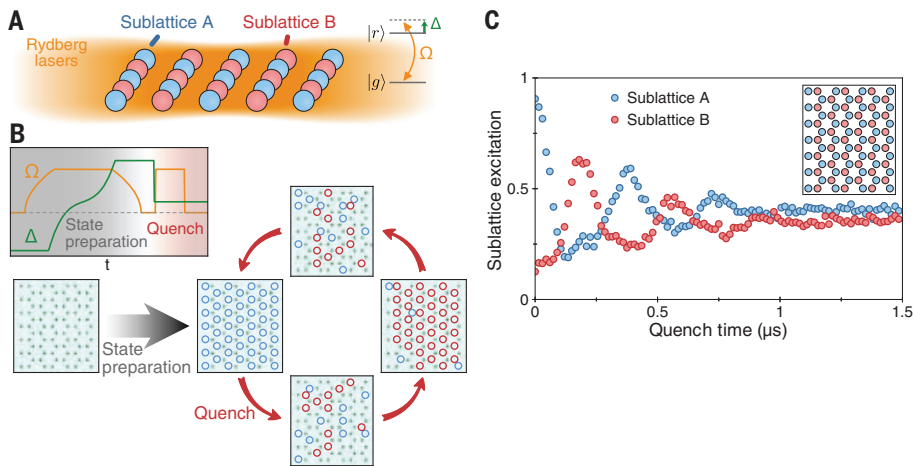 A
Sublattice A
Sublattice B
Rydberg
lasers
|r⟩
Δ
Ω
|g⟩
B
Ω
State
preparation
Δ
Quench
t
State
preparation
Quench
C
Sublattice excitation
1
0.5
0
Sublattice A
Sublattice B
0
0.5
1
1.5
Quench time (μs)